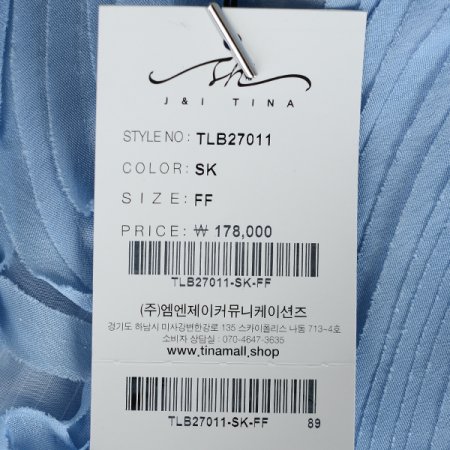 J & I TINA
STYLE NO : TLB27011
COLOR: SK
SIZE: FF
PRICE: ₩ 178,000
TLB27011-SK-FF
(주)엠엔제이커뮤니케이션즈
경기도 하남시 미사강변한강로 135 스카이폴리스 나동 713~4호
소비자 상담실 : 070-4647-3635
www.tinamall.shop
TLB27011-SK-FF 89